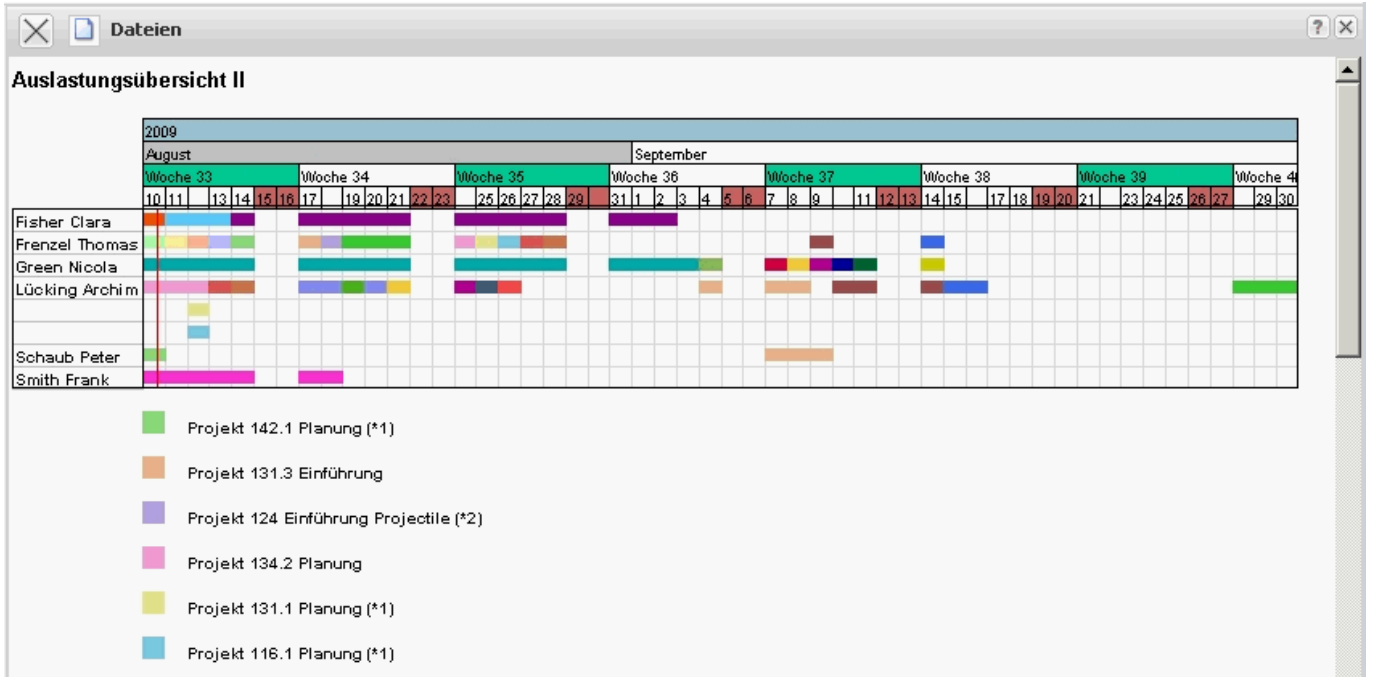 Dateien
?
Auslastungsübersicht II
2009
August September
Woche 33 Woche 34 Woche 35 Woche 36 Woche 37 Woche 38 Woche 39
10 11 13 14 15 16 17 19 20 21 22 23 25 26 27 28 29 31 1 2 3 4 5 6 7 8 9 11 12 13 14 15 17 18 19 20 21 23 24 25 26 27 29 30
Fisher Clara
Frenzel Thomas
Green Nicola
Lücking Archim
Schaub Peter
Smith Frank
Projekt 142.1 Planung (*1)
Projekt 131.3 Einführung
Projekt 124 Einführung Projectile (*2)
Projekt 134.2 Planung
Projekt 131.1 Planung (*1)
Projekt 116.1 Planung (*1)